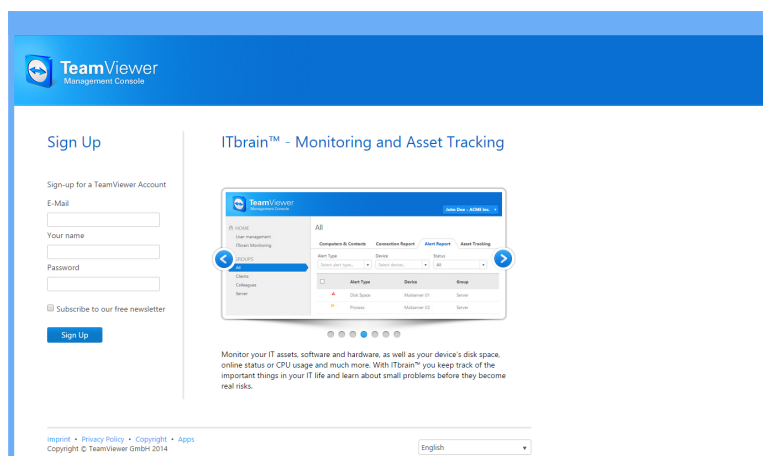 TeamViewer
Management Console
Sign Up
Sign-up for a TeamViewer Account
E-Mail
Your name
Password
Subscribe to our free newsletter
Sign Up
ITbrain™ - Monitoring and Asset Tracking
TeamViewer
Management Console
John Doe - ACME Inc.
HOME
User management
ITbrain Monitoring
GROUPS
All
Clients
Colleagues
Server
All
Computers & Contacts Connection Report Alert Report Asset Tracking
Alert Type Device Status
Select alert type... Select device... All
Alert Type Device Group
Disk Space Mailserver 01 Server
Process Mailserver 02 Server
Monitor your IT assets, software and hardware, as well as your device's disk space,
online status or CPU usage and much more. With ITbrain™ you keep track of the
important things in your IT life and learn about small problems before they become
real risks.
Imprint • Privacy Policy • Copyright • Apps
Copyright © TeamViewer GmbH 2014
English